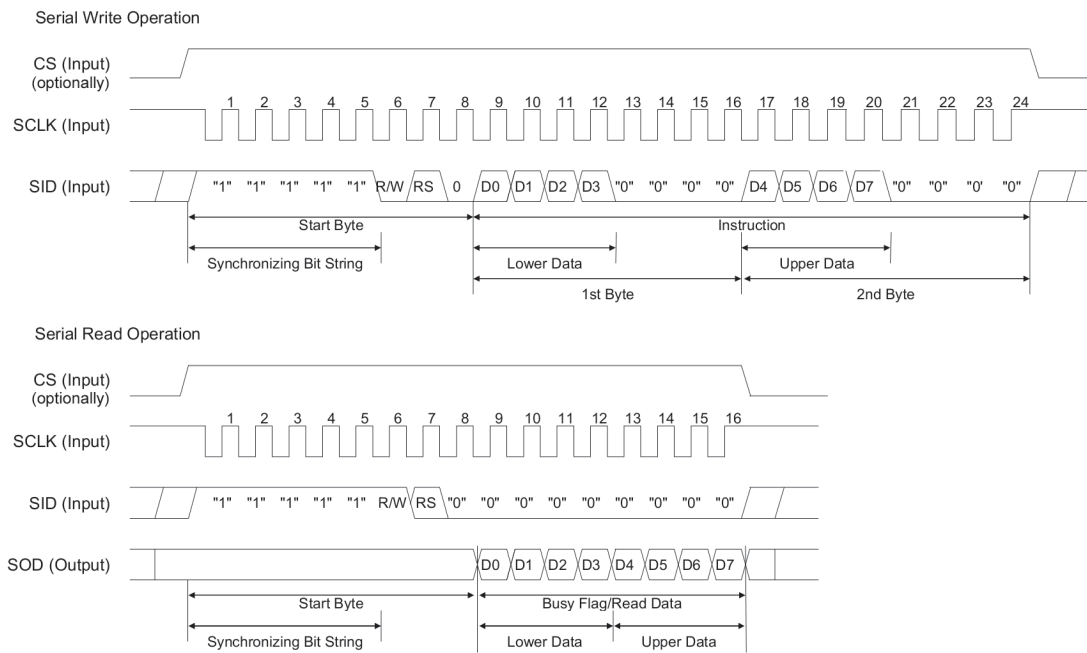 Serial Write Operation
CS (Input)
(optionally)
1 2 3 4 5 6 7 8 9 10 11 12 13 14 15 16 17 18 19 20 21 22 23 24
SCLK (Input)
SID (Input) "1" "1" "1" "1" "1" R/W RS 0 D0 D1 D2 D3 "0" "0" "0" "0" D4 D5 D6 D7 "0" "0" "0' "0"
Start Byte Instruction
Synchronizing Bit String Lower Data Upper Data
1st Byte 2nd Byte
Serial Read Operation
CS (Input)
(optionally)
1 2 3 4 5 6 7 8 9 10 11 12 13 14 15 16
SCLK (Input)
SID (Input) "1" "1" "1" "1" "1" R/W RS "0" "0" "0" "0" "0" "0" "0" "0" "0"
SOD (Output) D0 D1 D2 D3 D4 D5 D6 D7
Start Byte Busy Flag/Read Data
Synchronizing Bit String Lower Data Upper Data